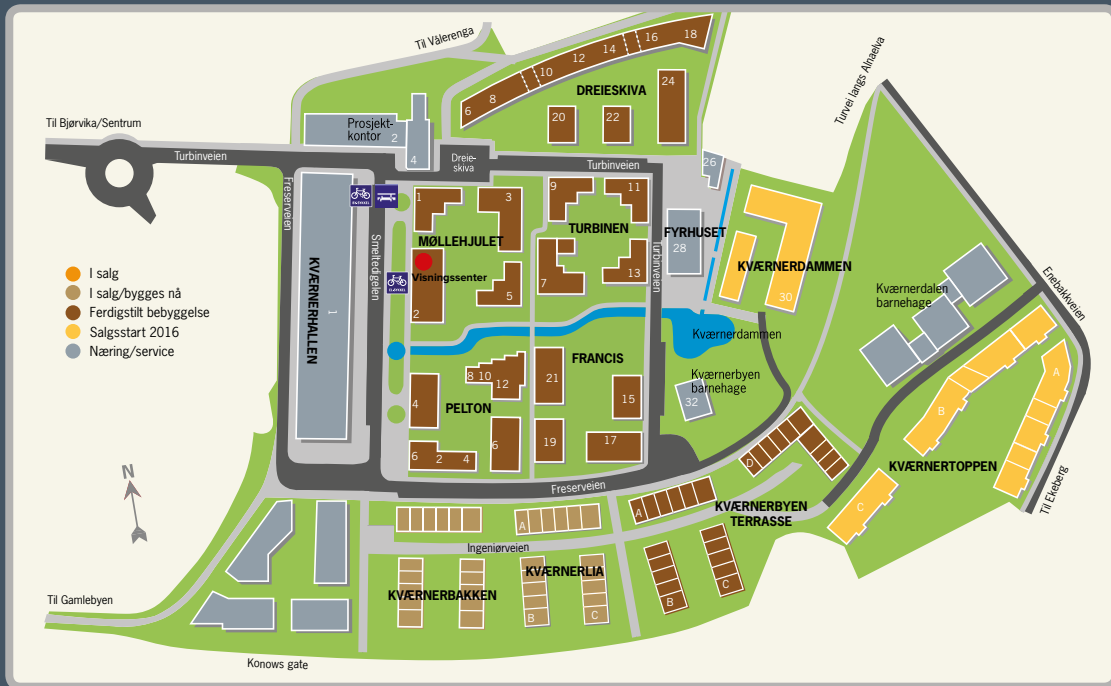 Til Vålerenga
16
18
14
12
10
8
6
DREIESKIVA
24
20
22
Turvei langs Alnaelva
Til Bjørvika/Sentrum
Prosjekt-
kontor
2
4
Dreie-
skiva
Turbinveien
Turbinveien
26
Freserveien
Smeltedigelen
1
3
9
11
MØLLEHJULET
TURBINEN
Turbinveien
FYRHUSET
28
KVÆRNERDAMMEN
30
Visningssenter
7
13
5
2
KVÆRNERHALLEN
1
I salg
I salg/bygges nå
Ferdigstilt bebyggelse
Salgsstart 2016
Næring/service
Kværnerdalen
barnehage
Enebakkveien
Kværnerdammen
FRANCIS
Kværnerbyen
barnehage
8 10
12
21
15
32
4
PELTON
6
19
17
6
2
4
A
B
KVÆRNERTOPPEN
C
Til Ekeberg
N
D
Freserveien
A
A
KVÆRNERBYEN
TERRASSE
Ingeniørveien
KVÆRNERLIA
KVÆRNERBAKKEN
B
C
B
C
Til Gamlebyen
Konows gate